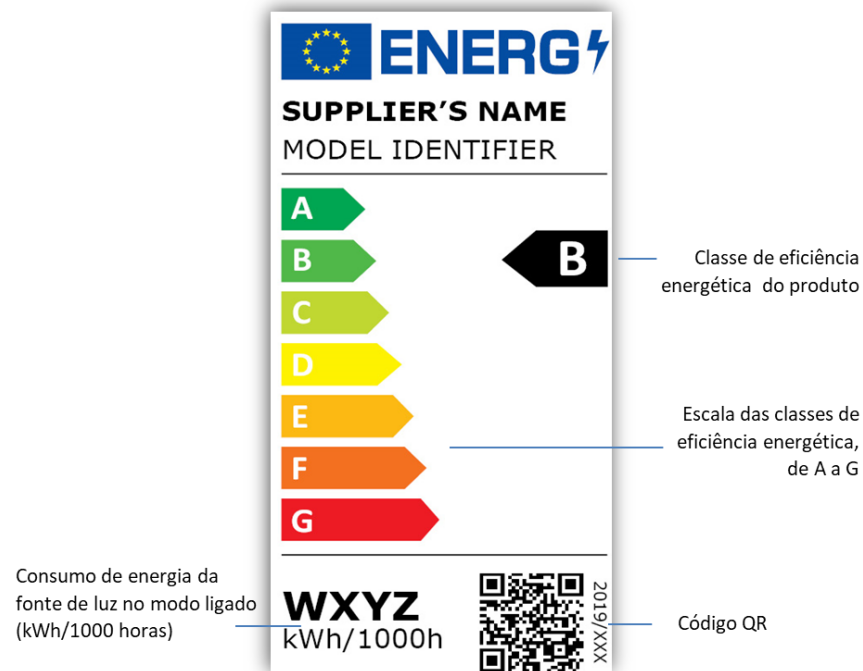 ENERG
SUPPLIER'S NAME
MODEL IDENTIFIER
A
B
B
Classe de eficiência
energética do produto
C
D
E
Escala das classes de
eficiência energética,
de A a G
F
G
Consumo de energia da
fonte de luz no modo ligado
(kWh/1000 horas)
WXYZ
kWh/1000h
2019/XXX
Código QR